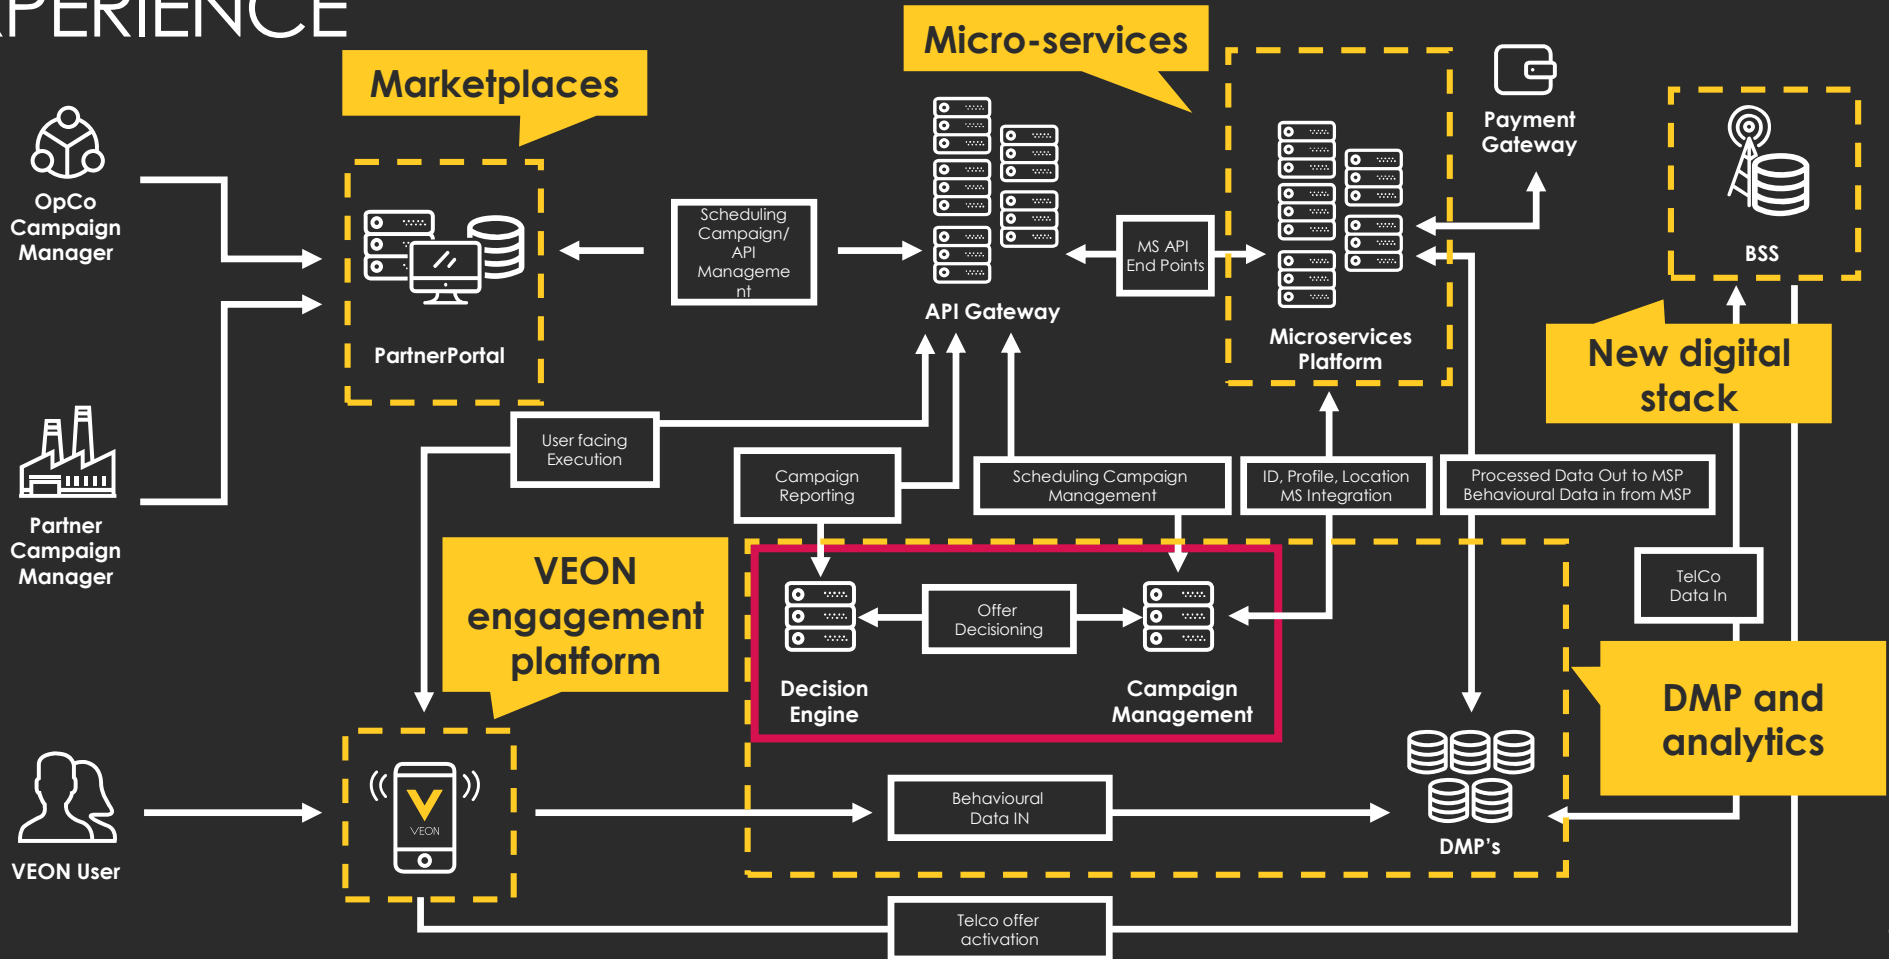 XPERIENCE
Micro-services
Marketplaces
Payment
Gateway
OpCo
Campaign
Manager
Scheduling
Campaign/
API
Manageme
nt
MS API
End Points
BSS
API Gateway
PartnerPortal
Microservices
Platform
New digital
stack
User facing
Execution
Campaign
Reporting
Scheduling Campaign
Management
ID, Profile, Location
MS Integration
Processed Data Out to MSP
Behavioural Data in from MSP
Partner
Campaign
Manager
VEON
engagement
platform
Offer
Decisioning
TelCo
Data In
Decision
Engine
Campaign
Management
DMP and
analytics
VEON
Behavioural
Data IN
DMP's
VEON User
Telco offer
activation